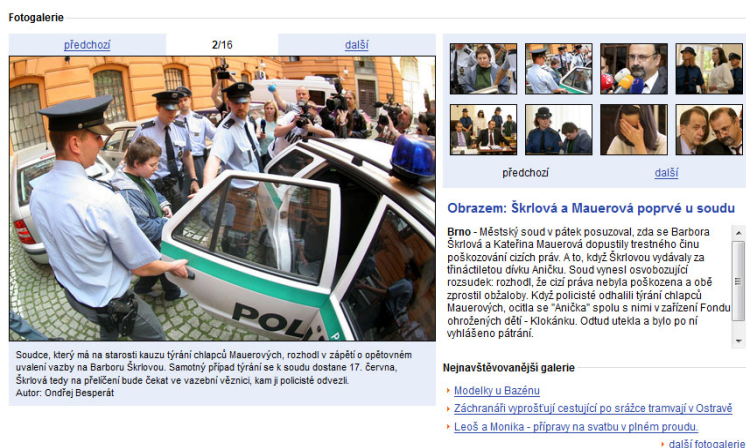 Fotogalerie
předchozí 2/16 další
POLI
Soudce, který má na starosti kauzu týrání chlapců Mauerových, rozhodl v zápětí o opětovném
uvalení vazby na Barboru Škrlovou. Samotný případ týrání se k soudu dostane 17. června,
Škrlová tedy na přelíčení bude čekat ve vazební věznici, kam ji policisté odvezli.
Autor: Ondřej Besperát
předchozí další
Obrazem: Škrlová a Mauerová poprvé u soudu
Brno - Městský soud v pátek posuzoval, zda se Barbora
Škrlová a Kateřina Mauerová dopustily trestného činu
poškozování cizích práv. A to, když Škrlovou vydávaly za
třináctiletou dívku Aničku. Soud vynesl osvobozující
rozsudek: rozhodl, že cizí práva nebyla poškozena a obě
zprostil obžaloby. Když policisté odhalili týrání chlapců
Mauerových, ocitla se "Anička" spolu s nimi v zařízení Fondu
ohrožených dětí - Klokánku. Odtud utekla a bylo po ní
vyhlášeno pátrání.
Nejnavštěvovanější galerie
Modelky u Bazénu
Záchranáři vyprošťují cestující po srážce tramvají v Ostravě
Leoš a Monika - přípravy na svatbu v plném proudu.
další fotogalerie